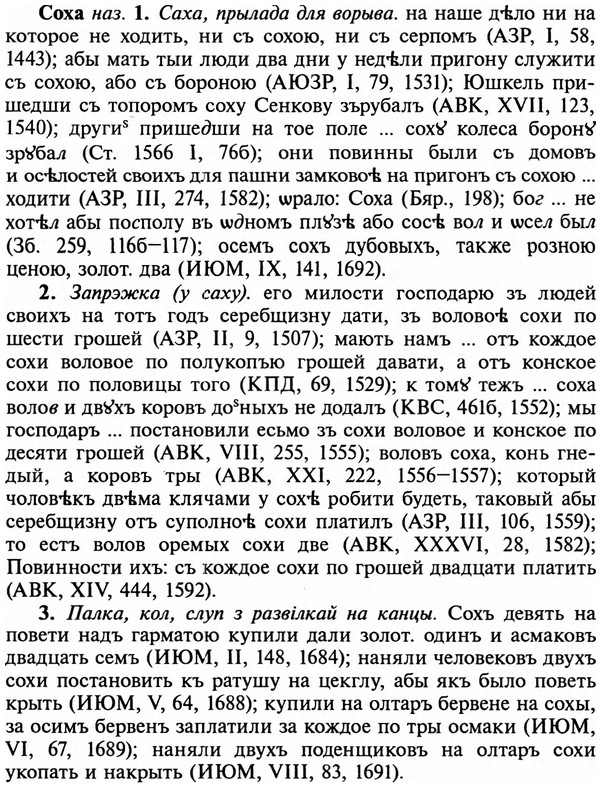 Соха наз. 1. Саха, прылада для ворыва. на наше дѣло ни на
которое не ходить, ни съ сохою, ни съ серпомъ (АЗР, I, 58,
1443); абы мать тыи люди два дни у недѣли пригону служити
съ сохою, або съ бороною (АЮЗР, I, 79, 1531); Юшкель при-
шедши съ топоромъ соху Сенкову зърубалъ (АВК, XVII, 123,
1540); другиˢ пришедши на тое поле ... сохꙋ колеса боронꙋ
зрꙋбал (Ст. 1566 I, 76б); они повинны были съ домовъ
и осѣлостей своихъ для пашни замковоѣ на пригонъ съ сохою ...
ходити (АЗР, III, 274, 1582); ѡрало: Соха (Бяр., 198); бог ... не
хотѣл абы посполу въ ѡдномъ плꙋзѣ або сосѣ вол и ѡсел был
(Зб. 259, 116б—117); осемъ сохъ дубовыхъ, также розною
ценою, золот. два (ИЮМ, IX, 141, 1692).
2. Запрэжка (у саху). его милости господарю зъ людей
своихъ на тотъ годъ серебщизну дати, зъ воловоѣ сохи по
шести грошей (АЗР, II, 9, 1507); мають намъ ... отъ кождое
сохи воловое по полукопъю грошей давати, а отъ конское
сохи по половицы того (КПД, 69, 1529); к томꙋ тежъ ... соха
волов и двꙋхъ коровъ доˢных не додалъ (КВС, 461б, 1552); мы
господаръ ... постановили есьмо зъ сохи воловое и конское по
десяти грошей (АВК, VIII, 255, 1555); воловъ соха, конь гне-
дый, а коровъ тры (АВК, XXI, 222, 1556—1557); который
чоловѣкъ двѣма клячами у сохѣ робити будеть, таковый абы
серебщизну отъ суполноѣ сохи платилъ (АЗР, III, 106, 1559);
то естъ волов оремых сохи две (АВК, XXXVI, 28, 1582);
Повинности ихъ: съ кождое сохи по грошей двадцати платить
(АВК, XIV, 444, 1592).
3. Палка, кол, слуп з развілкай на канцы. Сохъ девять на
повети надъ гарматою купили дали золот. одинъ и асмаковъ
двадцать семъ (ИЮМ, II, 148, 1684); наняли человековъ двухъ
сохи постановить къ ратушу на цекглу, абы якъ было поветь
крыть (ИЮМ, V, 64, 1688); купили на олтаръ бервене на сохы,
за осимъ бервенъ заплатили за кождое по тры осмаки (ИЮМ,
VI, 67, 1689); наняли двухъ поденщиковъ на олтаръ сохи
укопать и накрыть (ИЮМ, VIII, 83, 1691).